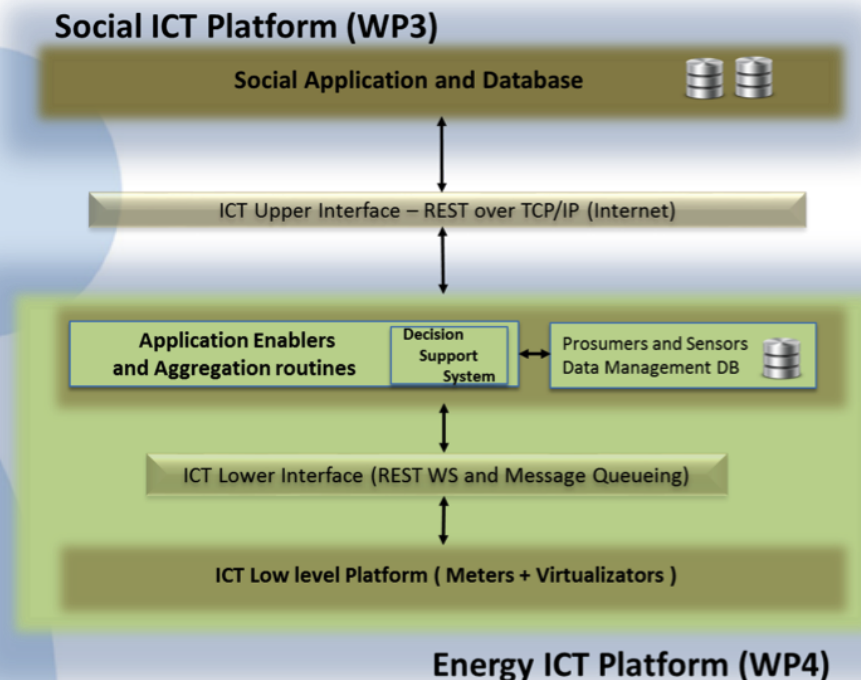 Social ICT Platform (WP3)
Social Application and Database
ICT Upper Interface – REST over TCP/IP (Internet)
Application Enablers
and Aggregation routines
Decision
Support
System
Prosumers and Sensors
Data Management DB
ICT Lower Interface (REST WS and Message Queueing)
ICT Low level Platform ( Meters + Virtualizators )
Energy ICT Platform (WP4)